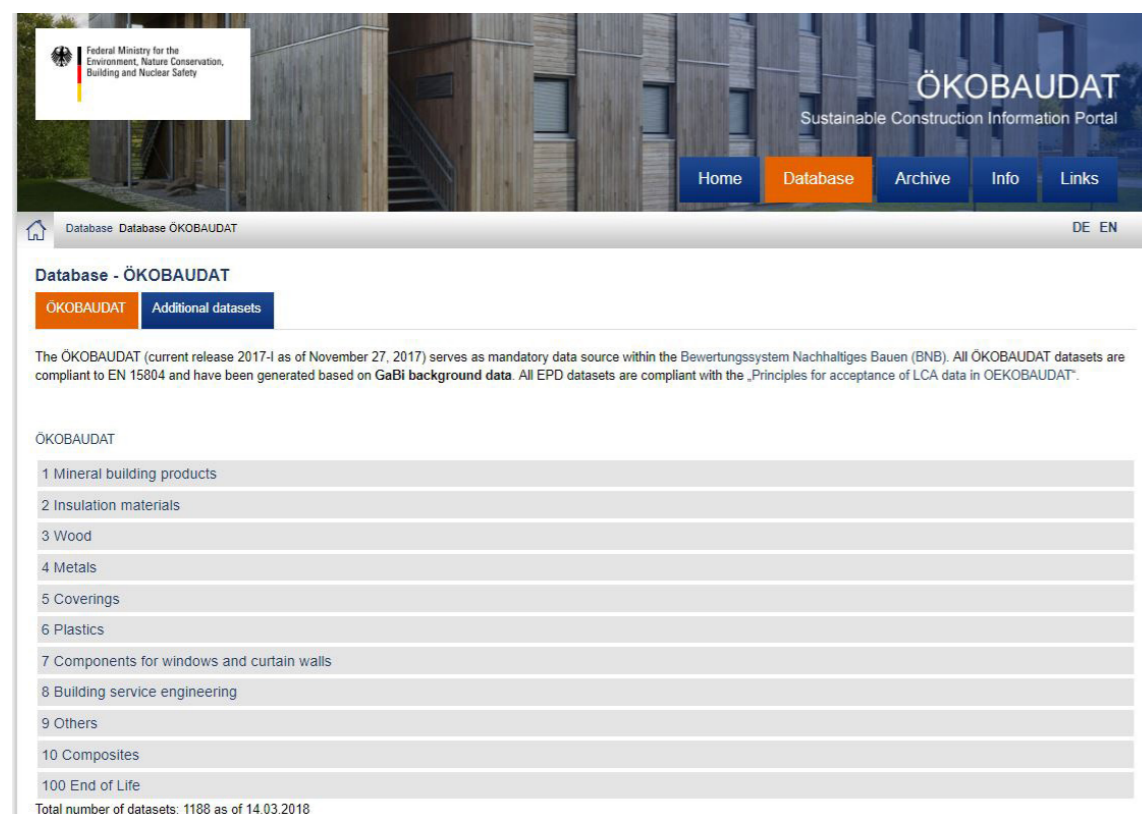 Federal Ministry for the
Environment, Nature Conservation,
Building and Nuclear Safety
ÖKOBAUDAT
Sustainable Construction Information Portal
Home Database Archive Info Links
Database Database ÖKOBAUDAT DE EN
Database - ÖKOBAUDAT
ÖKOBAUDAT Additional datasets
The ÖKOBAUDAT (current release 2017-I as of November 27, 2017) serves as mandatory data source within the Bewertungssystem Nachhaltiges Bauen (BNB). All ÖKOBAUDAT datasets are
compliant to EN 15804 and have been generated based on GaBi background data. All EPD datasets are compliant with the „Principles for acceptance of LCA data in OEKOBAUDAT“.
ÖKOBAUDAT
1 Mineral building products
2 Insulation materials
3 Wood
4 Metals
5 Coverings
6 Plastics
7 Components for windows and curtain walls
8 Building service engineering
9 Others
10 Composites
100 End of Life
Total number of datasets: 1188 as of 14.03.2018